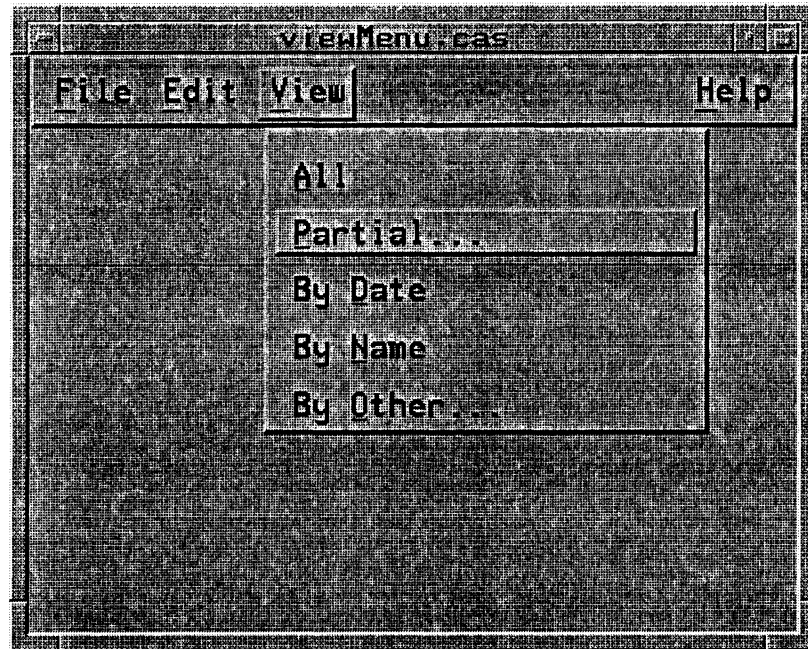 viewMenu.cas
File Edit View Help
All
Partial...
By Date
By Name
By Other...